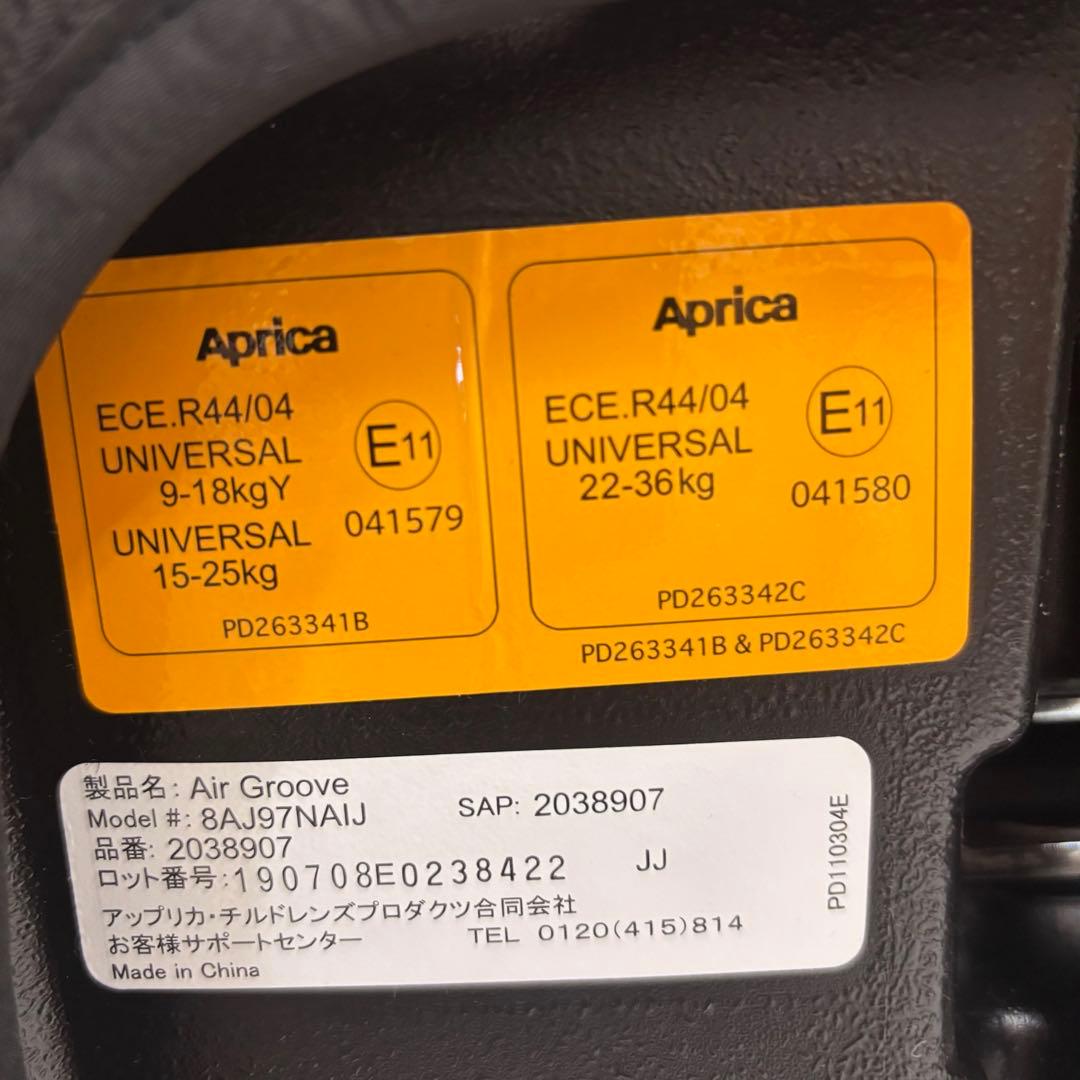 Aprica
ECE.R44/04
UNIVERSAL
9-18kgY
UNIVERSAL
15-25kg
E11
041579
PD263341B
Aprica
ECE.R44/04
UNIVERSAL
22-36kg
E11
041580
PD263342C
PD263341B & PD263342C
製品名: Air Groove
Model #: 8AJ97NAIJ
SAP: 2038907
品番: 2038907
ロット番号:190708E0238422
JJ
アップリカ・チルドレンズプロダクツ合同会社
お客様サポートセンター TEL 0120(415)814
Made in China
PD110304E